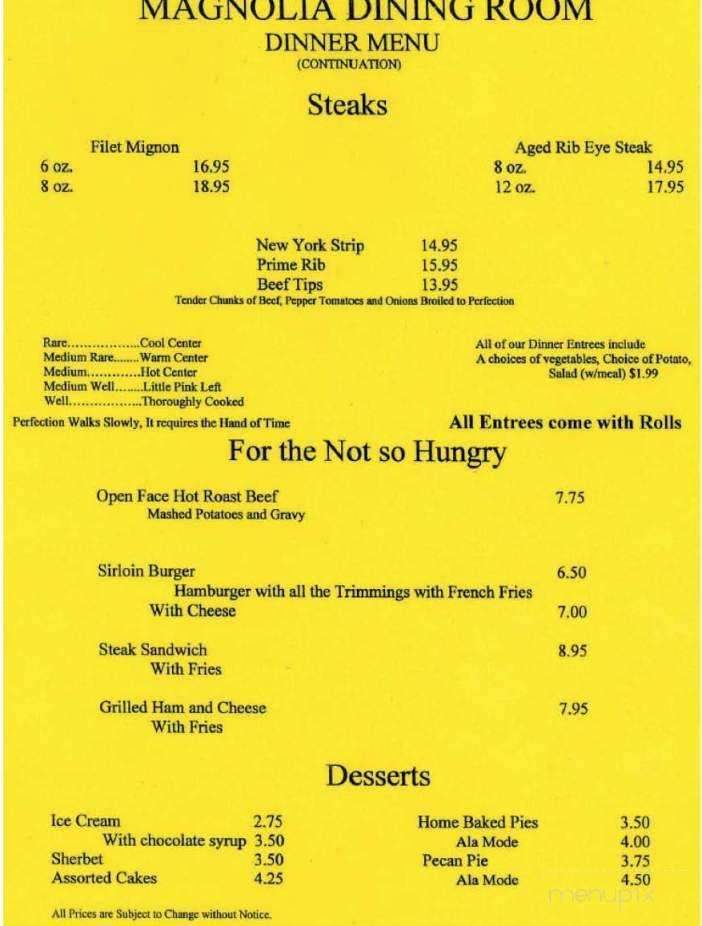 MAGNOLIA DINING ROOM
DINNER MENU
(CONTINUATION)
Steaks
Filet Mignon
6 oz. 16.95
8 oz. 18.95
Aged Rib Eye Steak
8 oz. 14.95
12 oz. 17.95
New York Strip 14.95
Prime Rib 15.95
Beef Tips 13.95
Tender Chunks of Beef, Pepper Tomatoes and Onions Broiled to Perfection
Rare..................Cool Center
Medium Rare.......Warm Center
Medium.............Hot Center
Medium Well........Little Pink Left
Well..................Thoroughly Cooked
Perfection Walks Slowly, It requires the Hand of Time
All of our Dinner Entrees include
A choices of vegetables, Choice of Potato,
Salad (w/meal) $1.99
All Entrees come with Rolls
For the Not so Hungry
Open Face Hot Roast Beef 7.75
Mashed Potatoes and Gravy
Sirloin Burger 6.50
Hamburger with all the Trimmings with French Fries
With Cheese 7.00
Steak Sandwich 8.95
With Fries
Grilled Ham and Cheese 7.95
With Fries
Desserts
Ice Cream 2.75
With chocolate syrup 3.50
Sherbet 3.50
Assorted Cakes 4.25
Home Baked Pies 3.50
Ala Mode 4.00
Pecan Pie 3.75
Ala Mode 4.50
menupix
All Prices are Subject to Change without Notice.